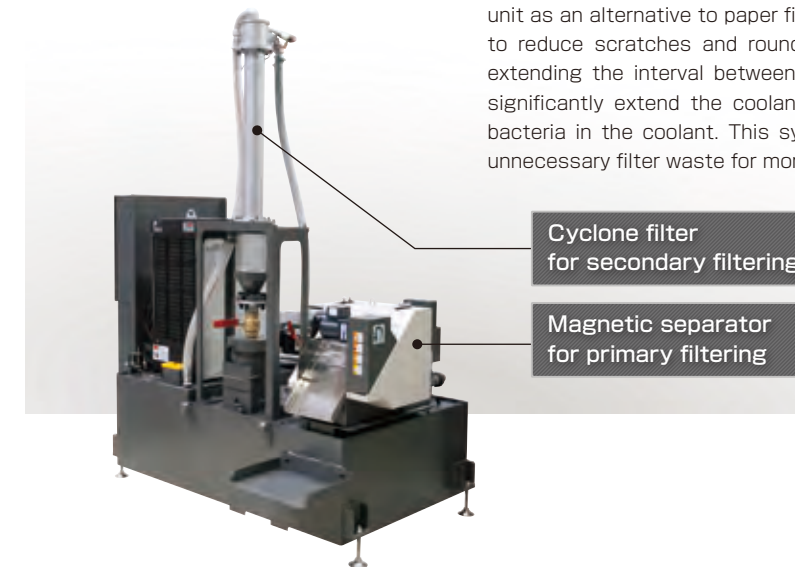 unit as an alternative to paper fi
to reduce scratches and round
extending the interval between
significantly extend the coolan
bacteria in the coolant. This sy
unnecessary filter waste for mor
Cyclone filter
for secondary filtering
Magnetic separator
for primary filtering